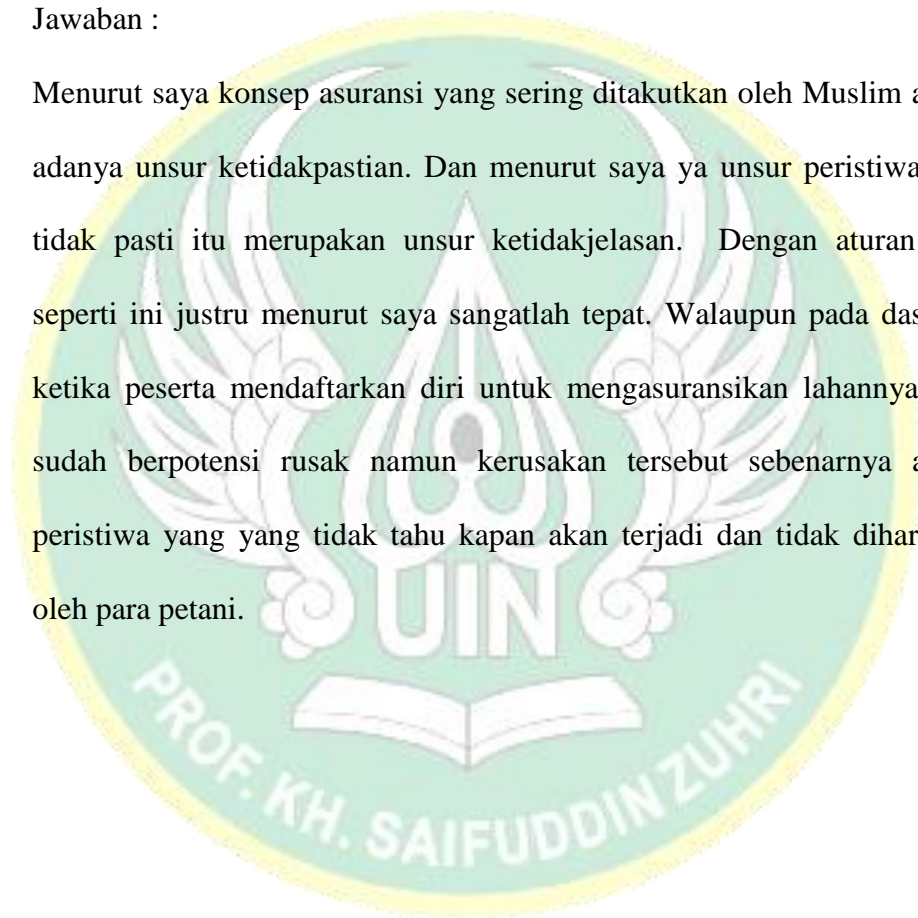 Jawaban :
Menurut saya konsep asuransi yang sering ditakutkan oleh Muslim a
adanya unsur ketidakpastian. Dan menurut saya ya unsur peristiwa
tidak pasti itu merupakan unsur ketidakjelasan. Dengan aturan
seperti ini justru menurut saya sangatlah tepat. Walaupun pada das
ketika peserta mendaftarkan diri untuk mengasuransikan lahannya
sudah berpotensi rusak namun kerusakan tersebut sebenarnya a
peristiwa yang yang tidak tahu kapan akan terjadi dan tidak dihar
oleh para petani.
UIN
PROF. KH. SAIFUDDIN ZUHRI